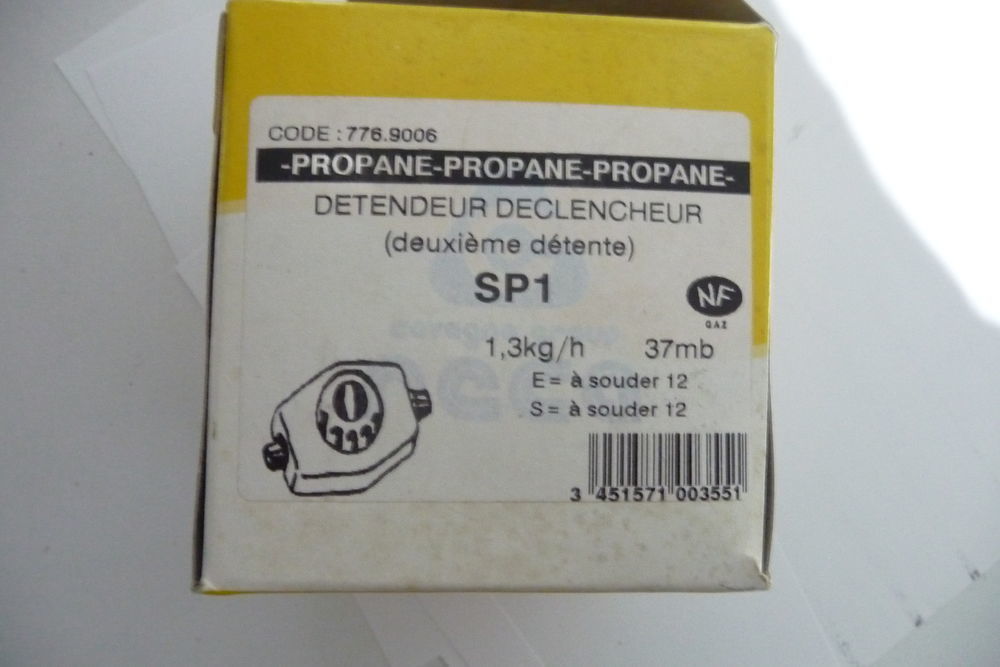 CODE : 776.9006
-PROPANE-PROPANE-PROPANE-
DETENDEUR DECLENCHEUR
(deuxième détente)
SP1
NF
GAZ
1,3kg/h 37mb
E= à souder 12
S= à souder 12
3 451571 003551